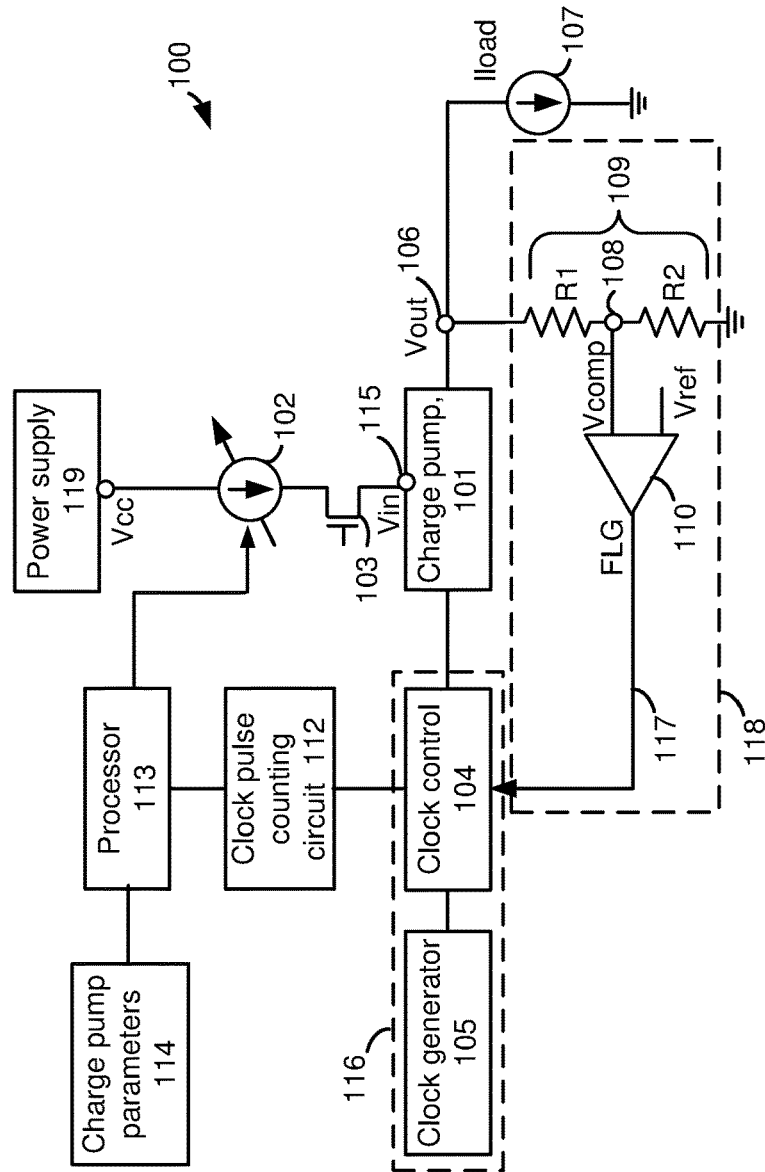 100
Power supply
119
Vcc
102
Processor
113
Charge pump
parameters
114
Clock pulse
counting
circuit 112
103
Vin
115
Vout
106
Iload
107
116
Clock generator
105
Clock control
104
Charge pump,
101
R1
109
108
Vcomp
R2
Vref
FLG
110
117
118